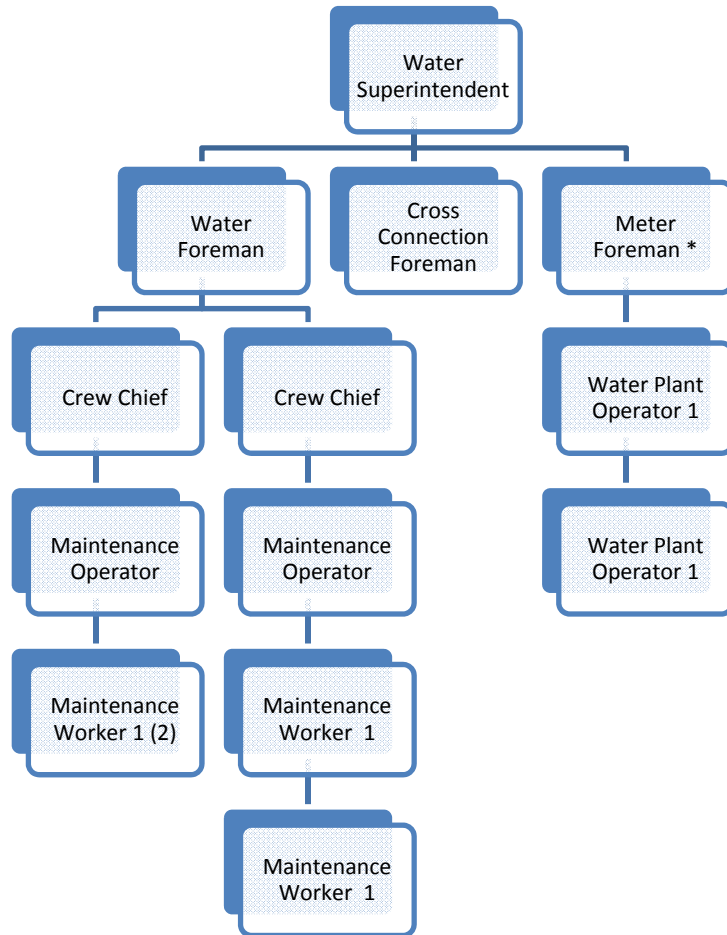 Water
Superintendent
Water
Foreman
Cross
Connection
Foreman
Meter
Foreman *
Crew Chief
Crew Chief
Water Plant
Operator 1
Maintenance
Operator
Maintenance
Operator
Water Plant
Operator 1
Maintenance
Worker 1 (2)
Maintenance
Worker  1
Maintenance
Worker  1